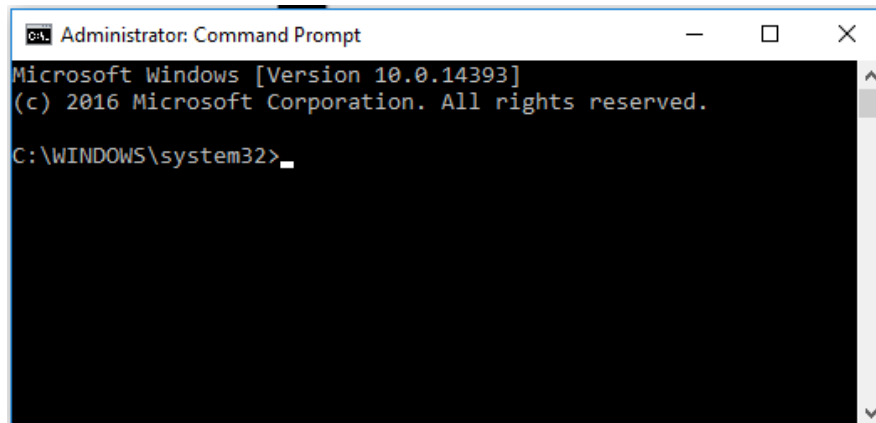 Administrator: Command Prompt
Microsoft Windows [Version 10.0.14393]
(c) 2016 Microsoft Corporation. All rights reserved.
C:\WINDOWS\system32>